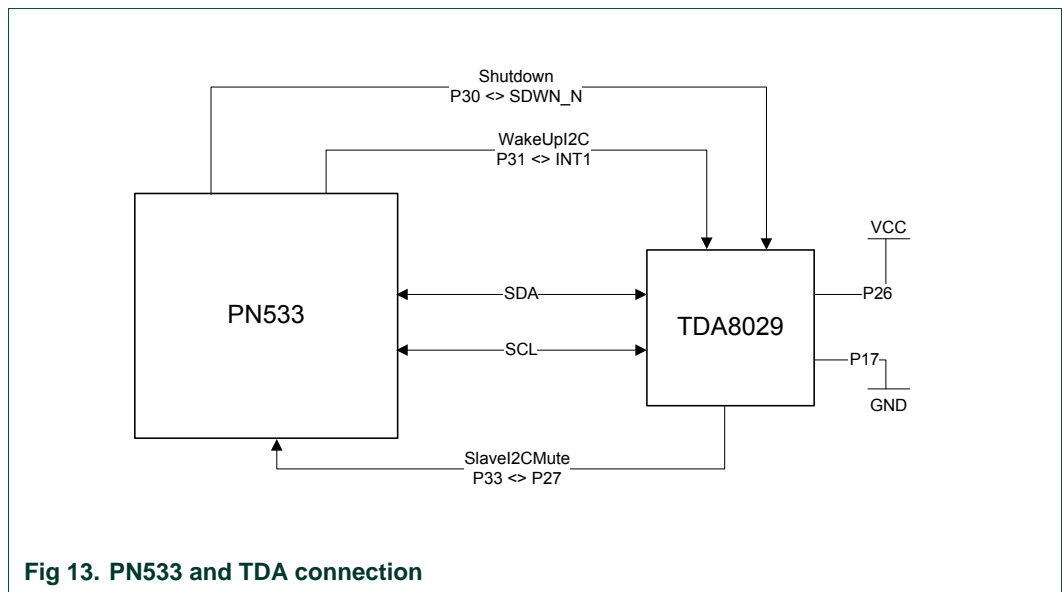 Shutdown
P30 <> SDWN_N
WakeUpI2C
P31 <> INT1
VCC
PN533
SDA
TDA8029
P26
SCL
P17
GND
SlaveI2CMute
P33 <> P27
Fig 13. PN533 and TDA connection